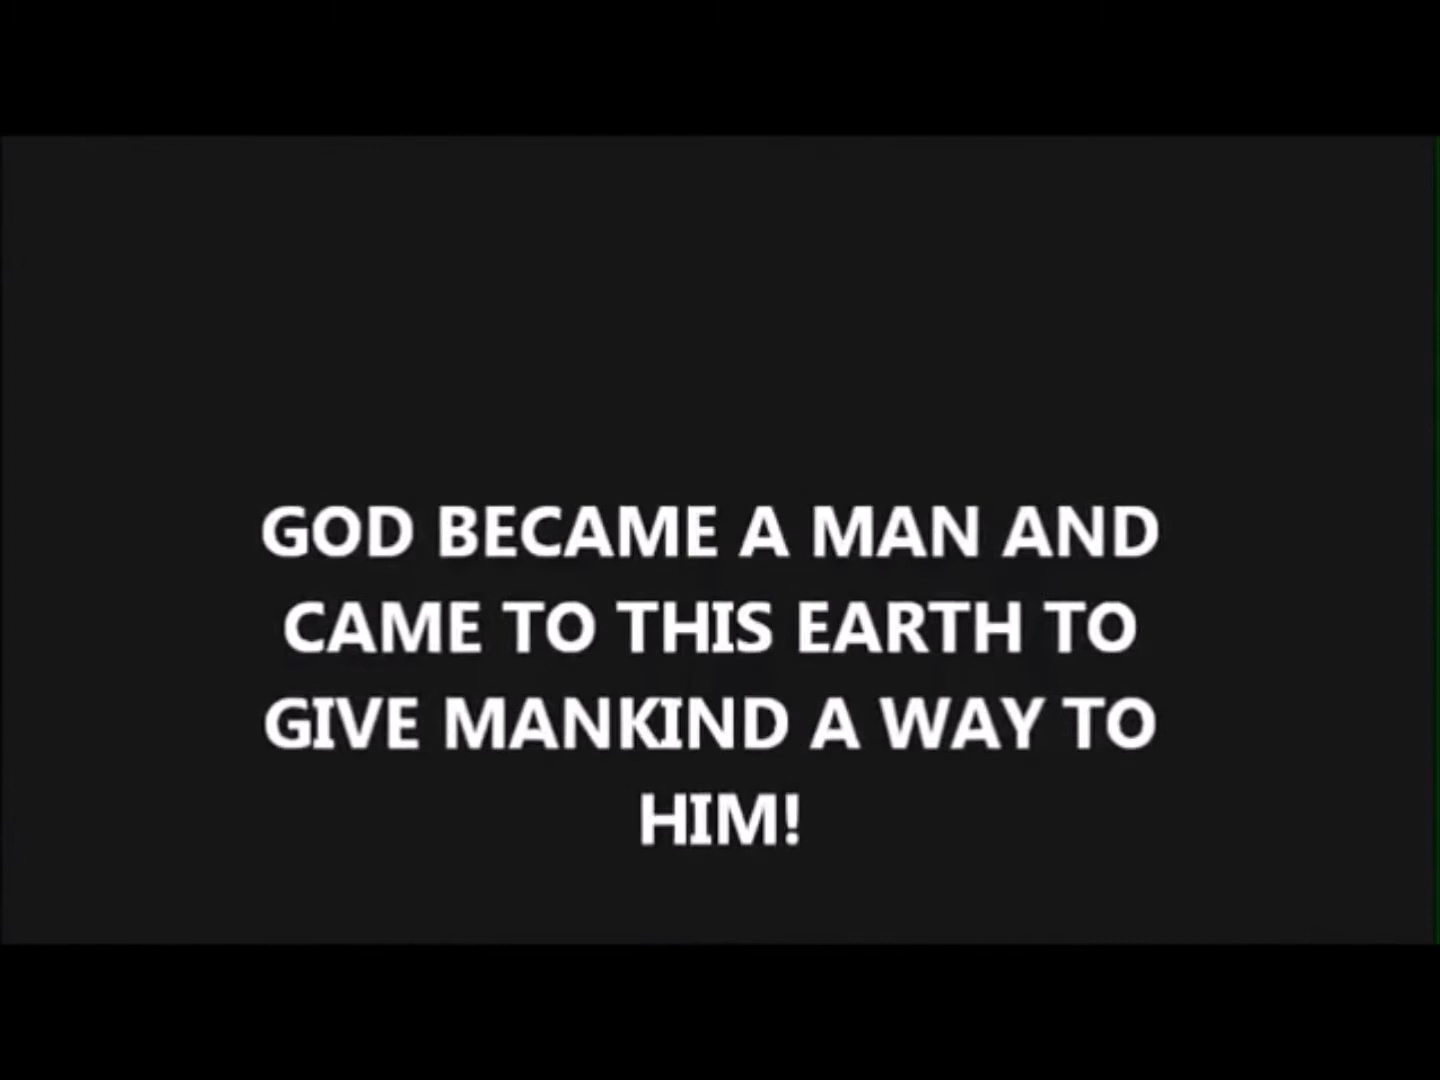 GOD BECAME A MAN AND
CAME TO THIS EARTH TO
GIVE MANKIND A WAY TO
HIM!